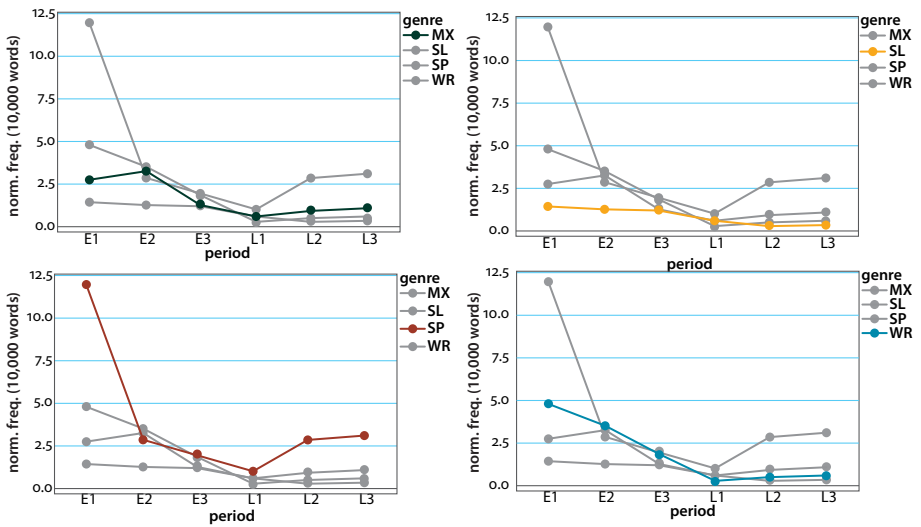 norm. freq. (10,000 words)
12.5
10.0
7.5
5.0
2.5
0.0
E1 E2 E3 L1 L2 L3
period
genre
MX
SL
SP
WR
norm. freq. (10,000 words)
12.5
10.0
7.5
5.0
2.5
0.0
E1 E2 E3 L1 L2 L3
period
genre
MX
SL
SP
WR
norm. freq. (10,000 words)
12.5
10.0
7.5
5.0
2.5
0.0
E1 E2 E3 L1 L2 L3
period
genre
MX
SL
SP
WR
norm. freq. (10,000 words)
12.5
10.0
7.5
5.0
2.5
0.0
E1 E2 E3 L1 L2 L3
period
genre
MX
SL
SP
WR